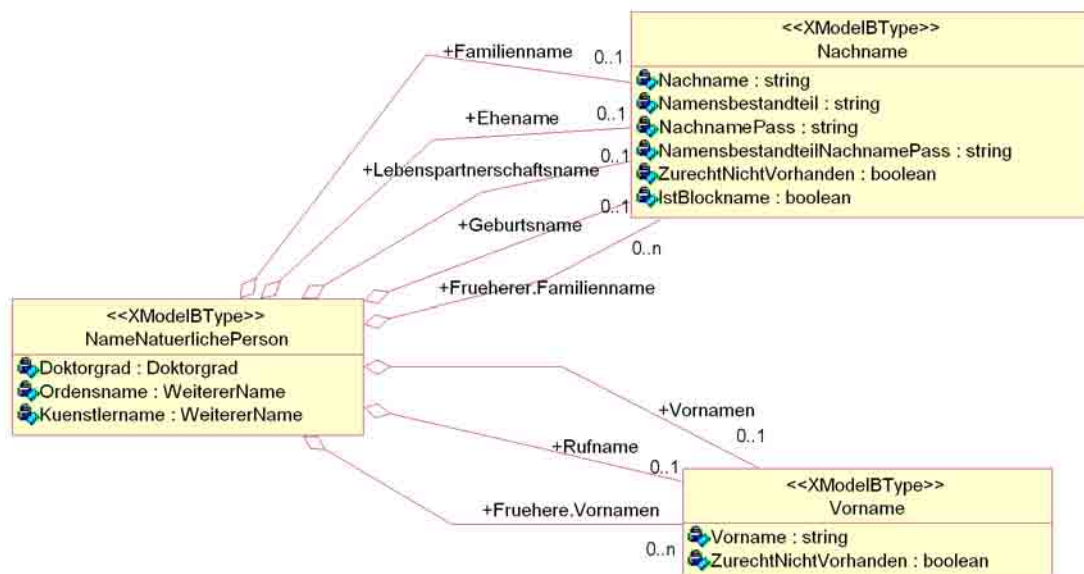 <<XModelBType>>
Nachname
Nachname : string
Namensbestandteil : string
NachnamePass : string
NamensbestandteilNachnamePass : string
ZurechtNichtVorhanden : boolean
IstBlockname : boolean
+Familienname
0..1
+Ehename
0..1
+Lebenspartnerschaftsname
0..1
+Geburtsname
0..1
+Frueherer.Familienname
0..n
<<XModelBType>>
NameNatuerlichePerson
Doktorgrad : Doktorgrad
Ordensname : WeitererName
Kuenstlername : WeitererName
+Vornamen
0..1
+Rufname
0..1
+Fruehere.Vornamen
0..n
<<XModelBType>>
Vorname
Vorname : string
ZurechtNichtVorhanden : boolean